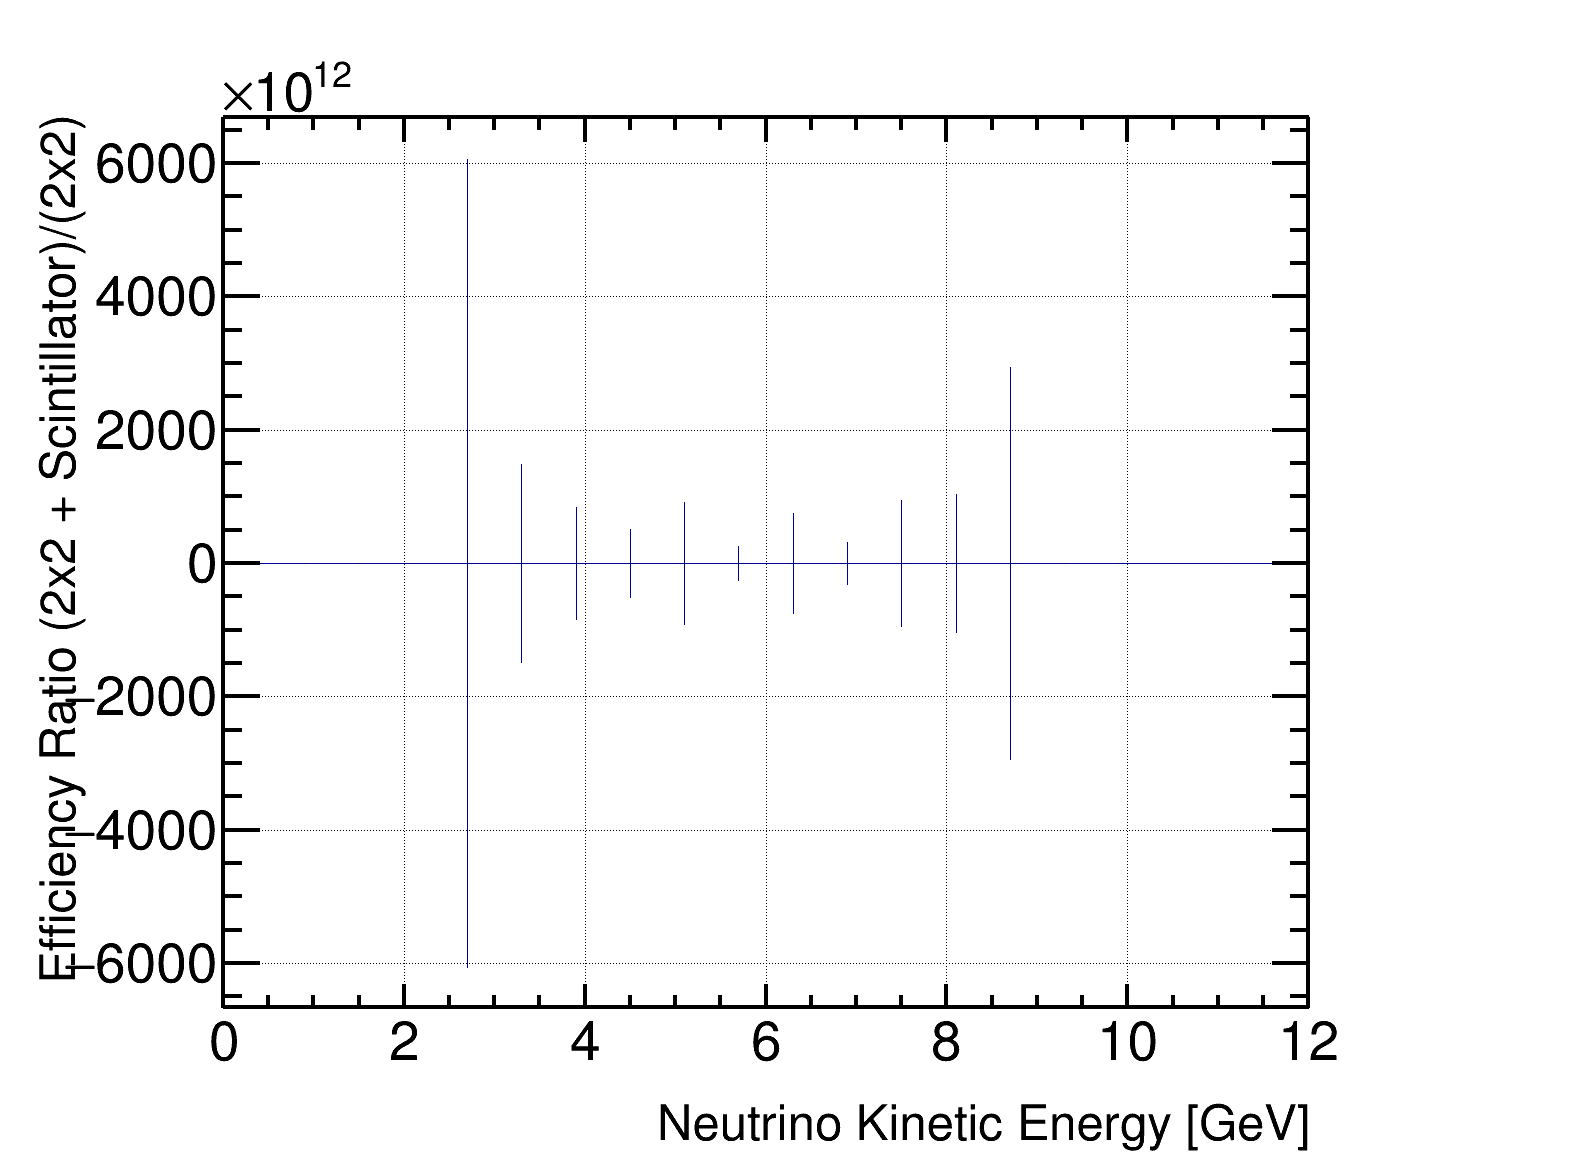 ×10¹²
Efficiency Ratio (2x2 + Scintillator)/(2x2)
6000
4000
2000
0
−2000
−4000
−6000
0 2 4 6 8 10 12
Neutrino Kinetic Energy [GeV]